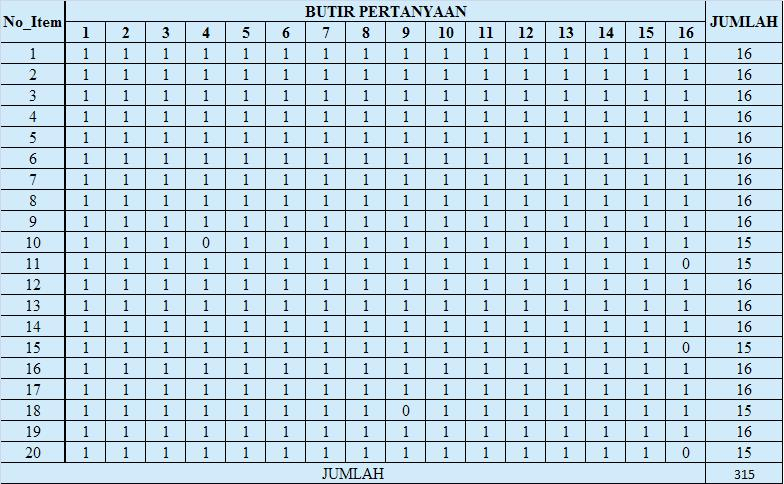 BUTIR PERTANYAAN
No_Item 1 2 3 4 5 6 7 8 9 10 11 12 13 14 15 16 JUMLAH
1 1 1 1 1 1 1 1 1 1 1 1 1 1 1 1 1 16
2 1 1 1 1 1 1 1 1 1 1 1 1 1 1 1 1 16
3 1 1 1 1 1 1 1 1 1 1 1 1 1 1 1 1 16
4 1 1 1 1 1 1 1 1 1 1 1 1 1 1 1 1 16
5 1 1 1 1 1 1 1 1 1 1 1 1 1 1 1 1 16
6 1 1 1 1 1 1 1 1 1 1 1 1 1 1 1 1 16
7 1 1 1 1 1 1 1 1 1 1 1 1 1 1 1 1 16
8 1 1 1 1 1 1 1 1 1 1 1 1 1 1 1 1 16
9 1 1 1 1 1 1 1 1 1 1 1 1 1 1 1 1 16
10 1 1 1 0 1 1 1 1 1 1 1 1 1 1 1 1 15
11 1 1 1 1 1 1 1 1 1 1 1 1 1 1 1 0 15
12 1 1 1 1 1 1 1 1 1 1 1 1 1 1 1 1 16
13 1 1 1 1 1 1 1 1 1 1 1 1 1 1 1 1 16
14 1 1 1 1 1 1 1 1 1 1 1 1 1 1 1 1 16
15 1 1 1 1 1 1 1 1 1 1 1 1 1 1 1 0 15
16 1 1 1 1 1 1 1 1 1 1 1 1 1 1 1 1 16
17 1 1 1 1 1 1 1 1 1 1 1 1 1 1 1 1 16
18 1 1 1 1 1 1 1 1 0 1 1 1 1 1 1 1 15
19 1 1 1 1 1 1 1 1 1 1 1 1 1 1 1 1 16
20 1 1 1 1 1 1 1 1 1 1 1 1 1 1 1 0 15
JUMLAH 315